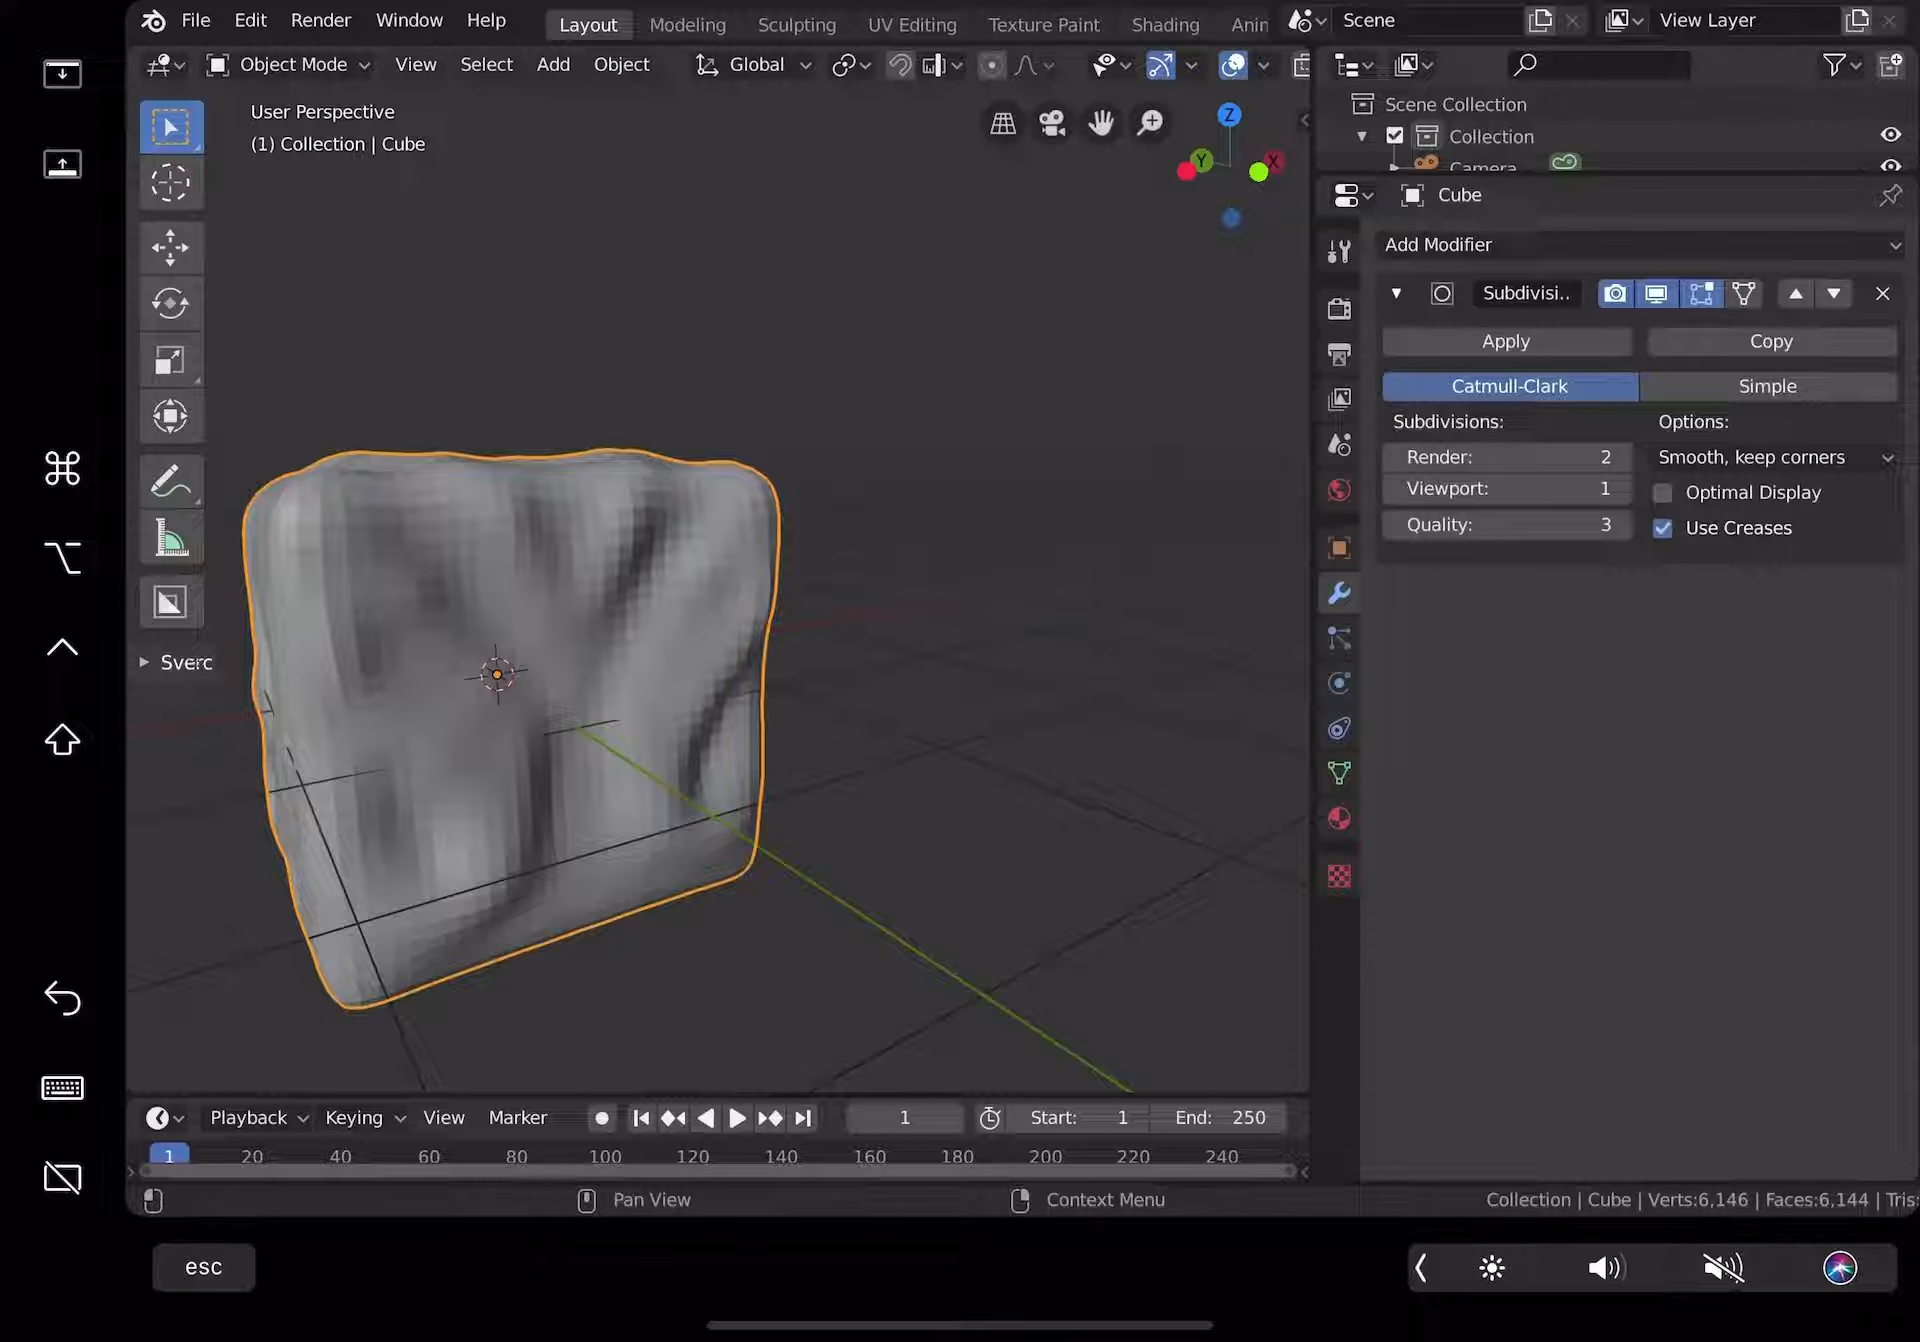 File Edit Render Window Help Layout Modeling Sculpting UV Editing Texture Paint Shading Anin Scene View Layer
Object Mode View Select Add Object Global
User Perspective
(1) Collection | Cube
Z
Y
X
Sverc
Scene Collection
Collection
Camera
Cube
Add Modifier
Subdivisi..
Apply Copy
Catmull-Clark Simple
Subdivisions: Options:
Render: 2 Smooth, keep corners
Viewport: 1 Optimal Display
Quality: 3 Use Creases
Playback Keying View Marker 1 Start: 1 End: 250
1 20 40 60 80 100 120 140 160 180 200 220 240
Pan View Context Menu Collection | Cube | Verts:6,146 | Faces:6,144 | Tris:
esc